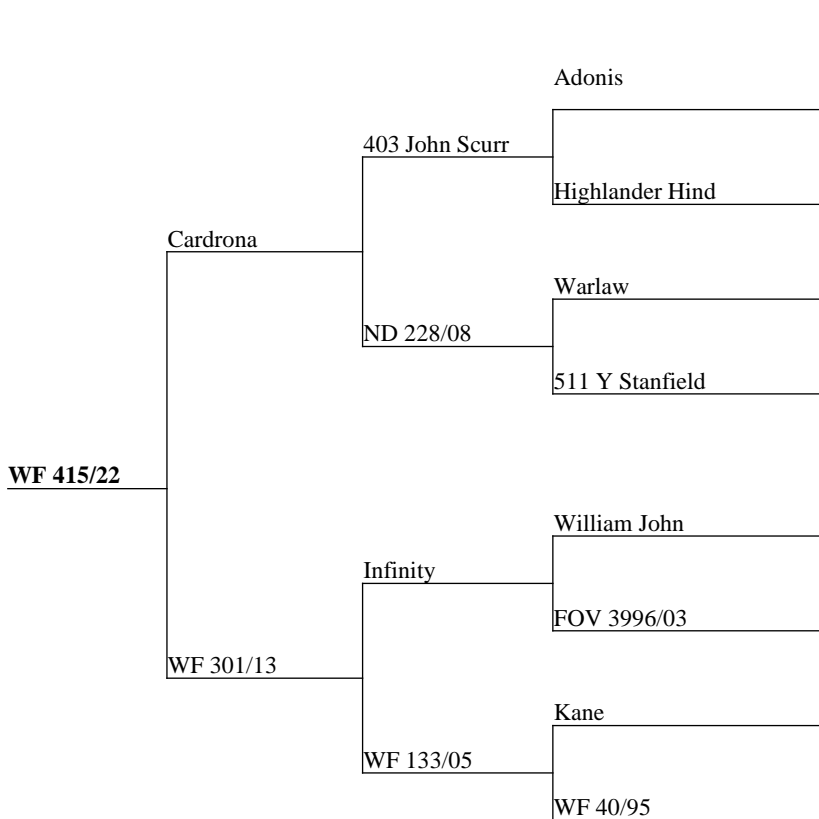 Adonis
403 John Scurr
Highlander Hind
Cardrona
Warlaw
ND 228/08
511 Y Stanfield
WF 415/22
William John
Infinity
FOV 3996/03
WF 301/13
Kane
WF 133/05
WF 40/95